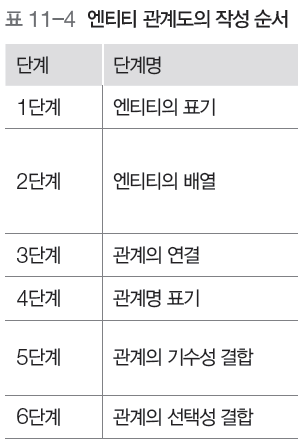 표 11-4 엔티티 관계도의 작성 순서
단계 단계명
1단계 엔티티의 표기
2단계 엔티티의 배열
3단계 관계의 연결
4단계 관계명 표기
5단계 관계의 기수성 결합
6단계 관계의 선택성 결합